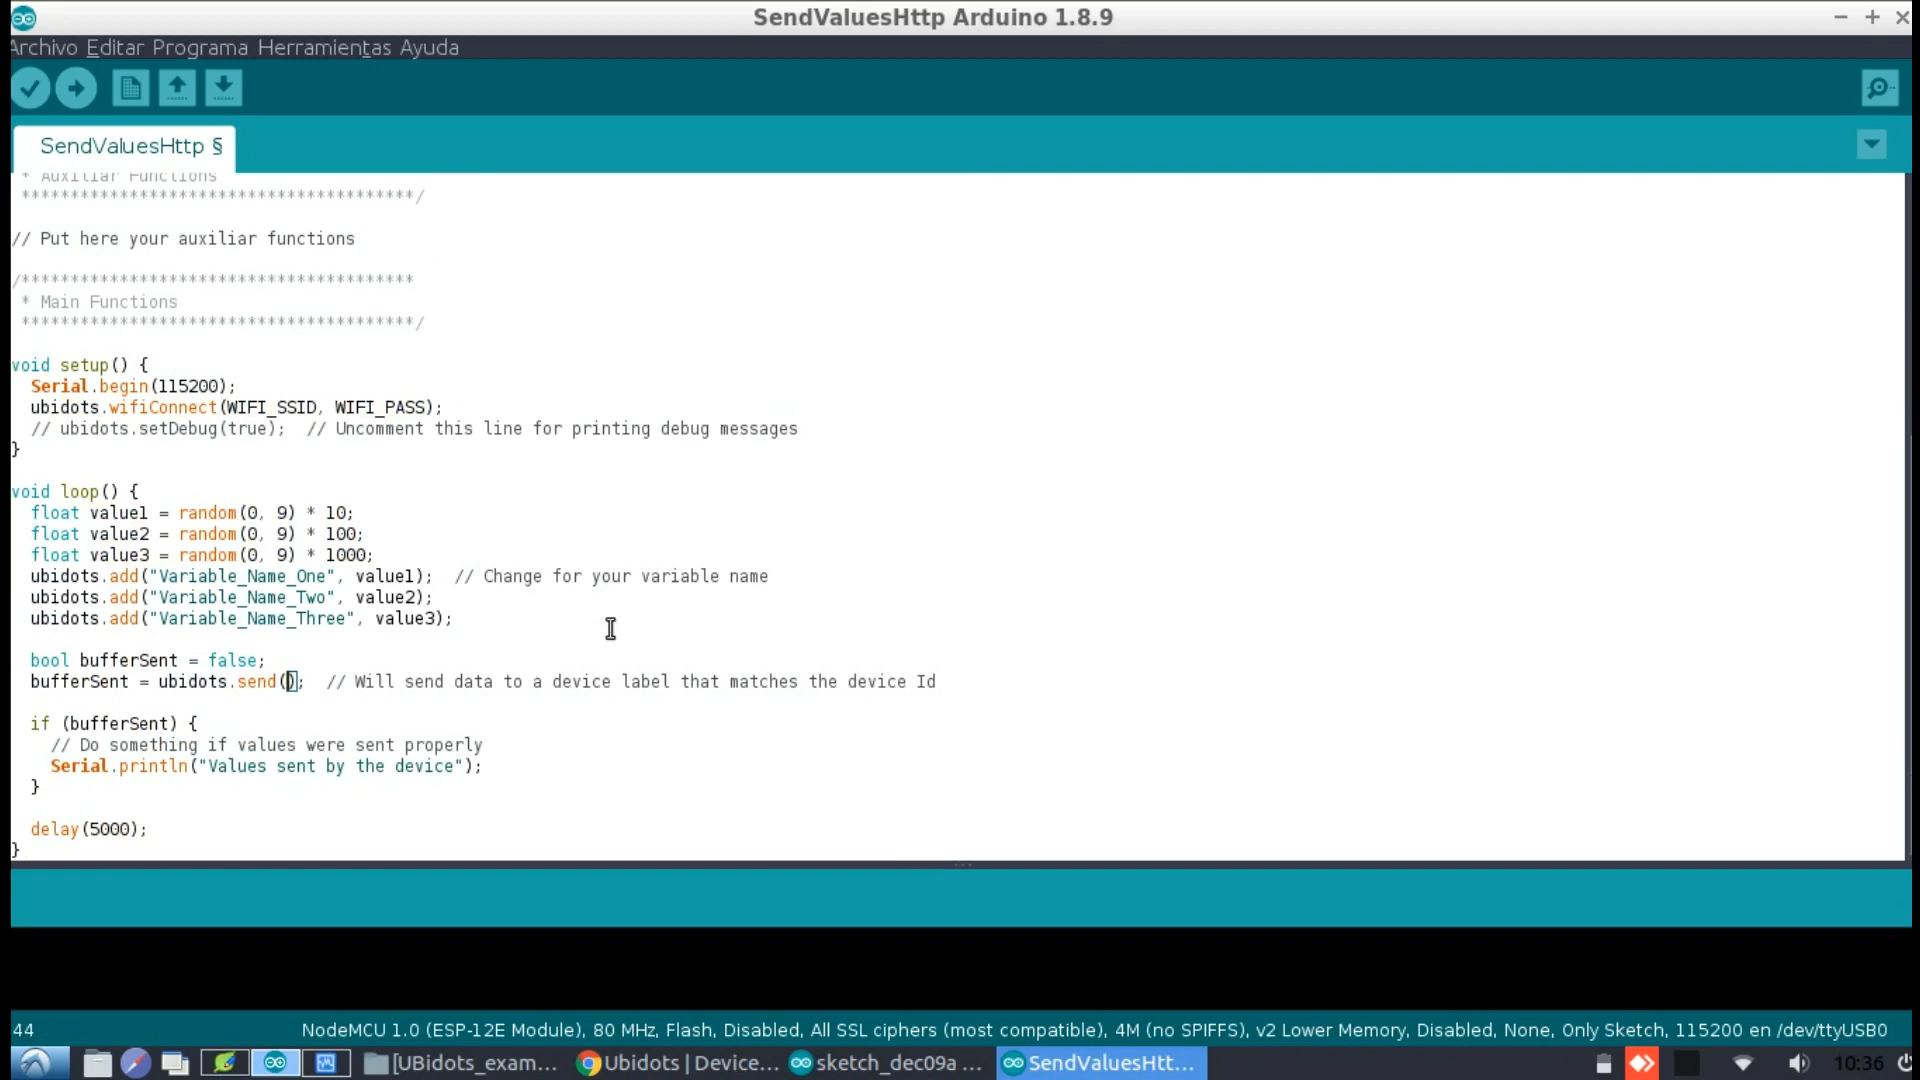 SendValuesHttp Arduino 1.8.9
Archivo Editar Programa Herramientas Ayuda
SendValuesHttp §
* Auxiliar Functions
****************************************/
// Put here your auxiliar functions
/****************************************
* Main Functions
****************************************/
void setup() {
Serial.begin(115200);
ubidots.wifiConnect(WIFI_SSID, WIFI_PASS);
// ubidots.setDebug(true);  // Uncomment this line for printing debug messages
}
void loop() {
float value1 = random(0, 9) * 10;
float value2 = random(0, 9) * 100;
float value3 = random(0, 9) * 1000;
ubidots.add("Variable_Name_One", value1);  // Change for your variable name
ubidots.add("Variable_Name_Two", value2);
ubidots.add("Variable_Name_Three", value3);
bool bufferSent = false;
bufferSent = ubidots.send();  // Will send data to a device label that matches the device Id
if (bufferSent) {
// Do something if values were sent properly
Serial.println("Values sent by the device");
}
delay(5000);
}
44 NodeMCU 1.0 (ESP-12E Module), 80 MHz, Flash, Disabled, All SSL ciphers (most compatible), 4M (no SPIFFS), v2 Lower Memory, Disabled, None, Only Sketch, 115200 en /dev/ttyUSB0
[UBidots_exam... Ubidots | Device... sketch_dec09a ... SendValuesHtt... 10:36